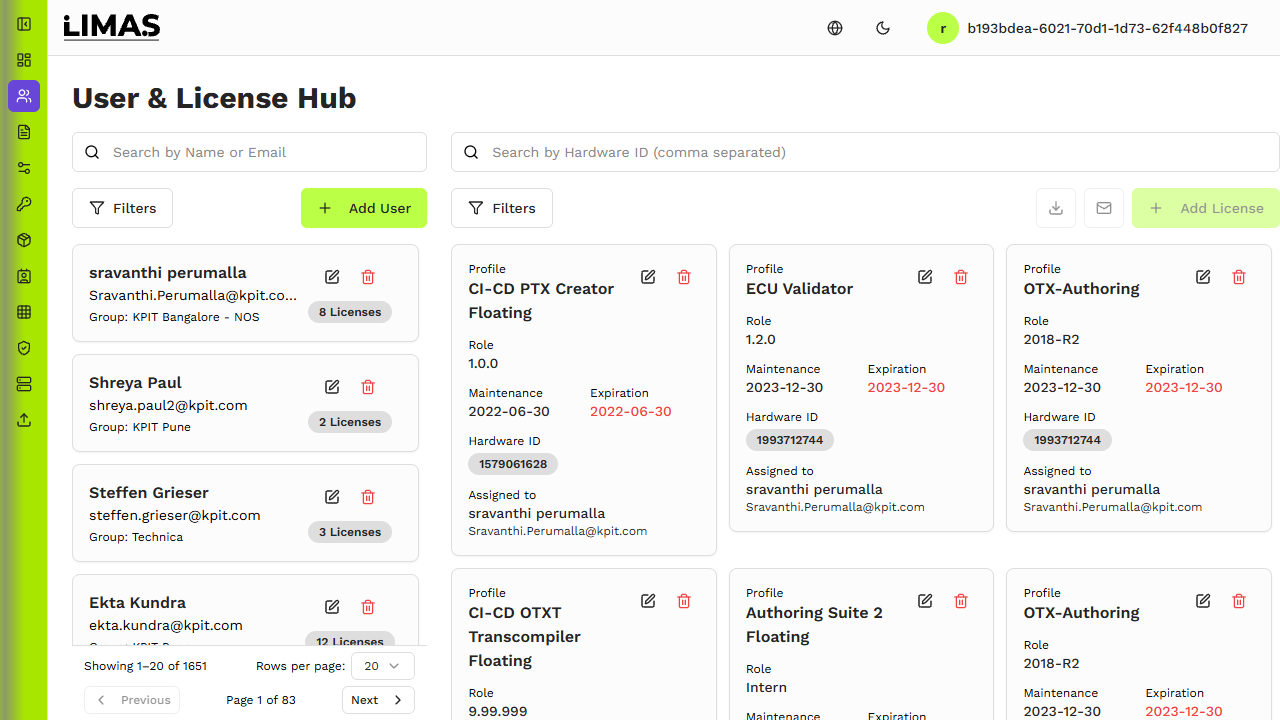 LIMAS
r
b193bdea-6021-70d1-1d73-62f448b0f827
User & License Hub
Search by Name or Email
Search by Hardware ID (comma separated)
Filters
Add User
Filters
Add License
sravanthi perumalla
Sravanthi.Perumalla@kpit.co...
Group: KPIT Bangalore - NOS
8 Licenses
Shreya Paul
shreya.paul2@kpit.com
Group: KPIT Pune
2 Licenses
Steffen Grieser
steffen.grieser@kpit.com
Group: Technica
3 Licenses
Ekta Kundra
ekta.kundra@kpit.com
12 Licenses
Showing 1–20 of 1651
Rows per page:
20
Previous
Page 1 of 83
Next
Profile
CI-CD PTX Creator
Floating
Role
1.0.0
Maintenance
Expiration
2022-06-30
2022-06-30
Hardware ID
1579061628
Assigned to
sravanthi perumalla
Sravanthi.Perumalla@kpit.com
Profile
ECU Validator
Role
1.2.0
Maintenance
Expiration
2023-12-30
2023-12-30
Hardware ID
1993712744
Assigned to
sravanthi perumalla
Sravanthi.Perumalla@kpit.com
Profile
OTX-Authoring
Role
2018-R2
Maintenance
Expiration
2023-12-30
2023-12-30
Hardware ID
1993712744
Assigned to
sravanthi perumalla
Sravanthi.Perumalla@kpit.com
Profile
CI-CD OTXT
Transcompiler
Floating
Role
9.99.999
Profile
Authoring Suite 2
Floating
Role
Intern
Maintenance
Expiration
Profile
OTX-Authoring
Role
2018-R2
Maintenance
Expiration
2023-12-30
2023-12-30